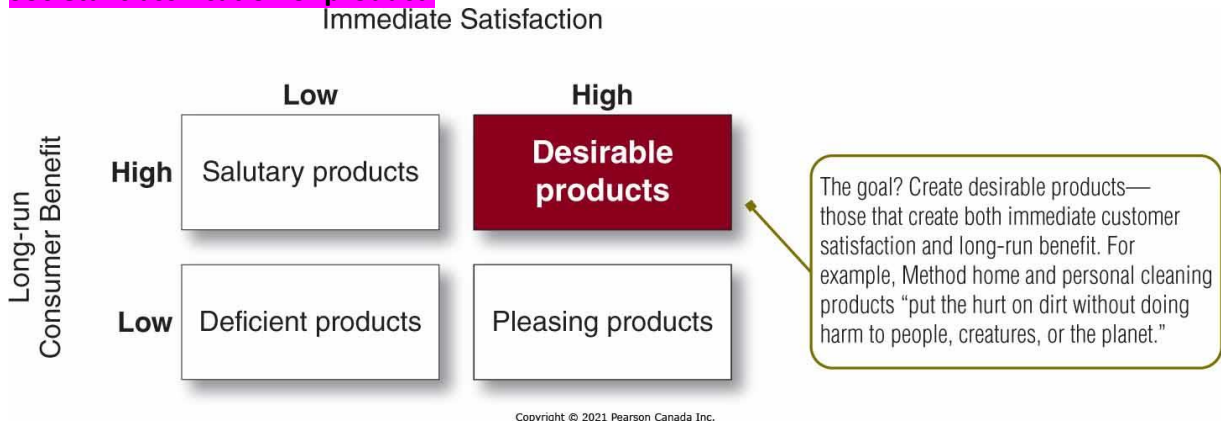 Immediate Satisfaction
Low
High
Long-run
Consumer Benefit
High
Salutary products
Desirable
products
Low
Deficient products
Pleasing products
The goal? Create desirable products—
those that create both immediate customer
satisfaction and long-run benefit. For
example, Method home and personal cleaning
products “put the hurt on dirt without doing
harm to people, creatures, or the planet.”
Copyright © 2021 Pearson Canada Inc.